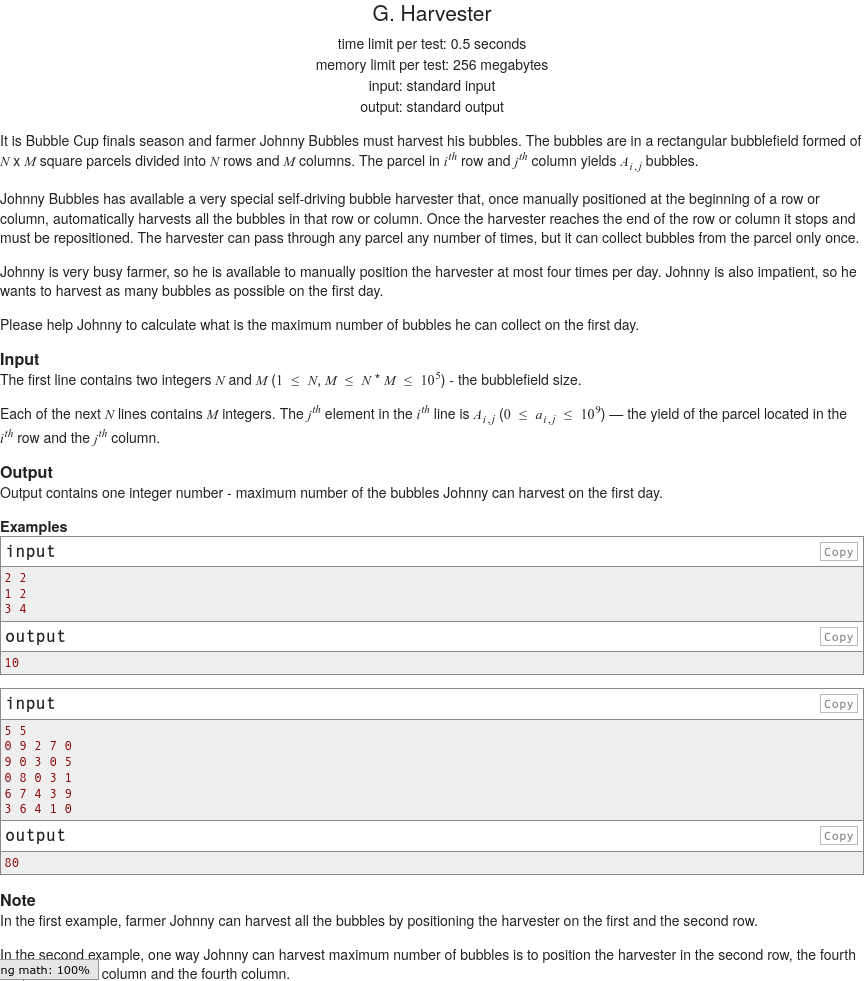 G. Harvester
time limit per test: 0.5 seconds
memory limit per test: 256 megabytes
input: standard input
output: standard output
It is Bubble Cup finals season and farmer Johnny Bubbles must harvest his bubbles. The bubbles are in a rectangular bubblefield formed of
N x M square parcels divided into N rows and M columns. The parcel in i^th row and j^th column yields A_i,j bubbles.
Johnny Bubbles has available a very special self-driving bubble harvester that, once manually positioned at the beginning of a row or
column, automatically harvests all the bubbles in that row or column. Once the harvester reaches the end of the row or column it stops and
must be repositioned. The harvester can pass through any parcel any number of times, but it can collect bubbles from the parcel only once.
Johnny is very busy farmer, so he is available to manually position the harvester at most four times per day. Johnny is also impatient, so he
wants to harvest as many bubbles as possible on the first day.
Please help Johnny to calculate what is the maximum number of bubbles he can collect on the first day.
Input
The first line contains two integers N and M (1 ≤ N, M ≤ N * M ≤ 10^5) - the bubblefield size.
Each of the next N lines contains M integers. The j^th element in the i^th line is A_i,j (0 ≤ a_i,j ≤ 10^9) — the yield of the parcel located in the
i^th row and the j^th column.
Output
Output contains one integer number - maximum number of the bubbles Johnny can harvest on the first day.
Examples
input Copy
2 2
1 2
3 4
output Copy
10
input Copy
5 5
0 9 2 7 0
9 0 3 0 5
0 8 0 3 1
6 7 4 3 9
3 6 4 1 0
output Copy
80
Note
In the first example, farmer Johnny can harvest all the bubbles by positioning the harvester on the first and the second row.
In the second example, one way Johnny can harvest maximum number of bubbles is to position the harvester in the second row, the fourth
ng math: 100% column and the fourth column.